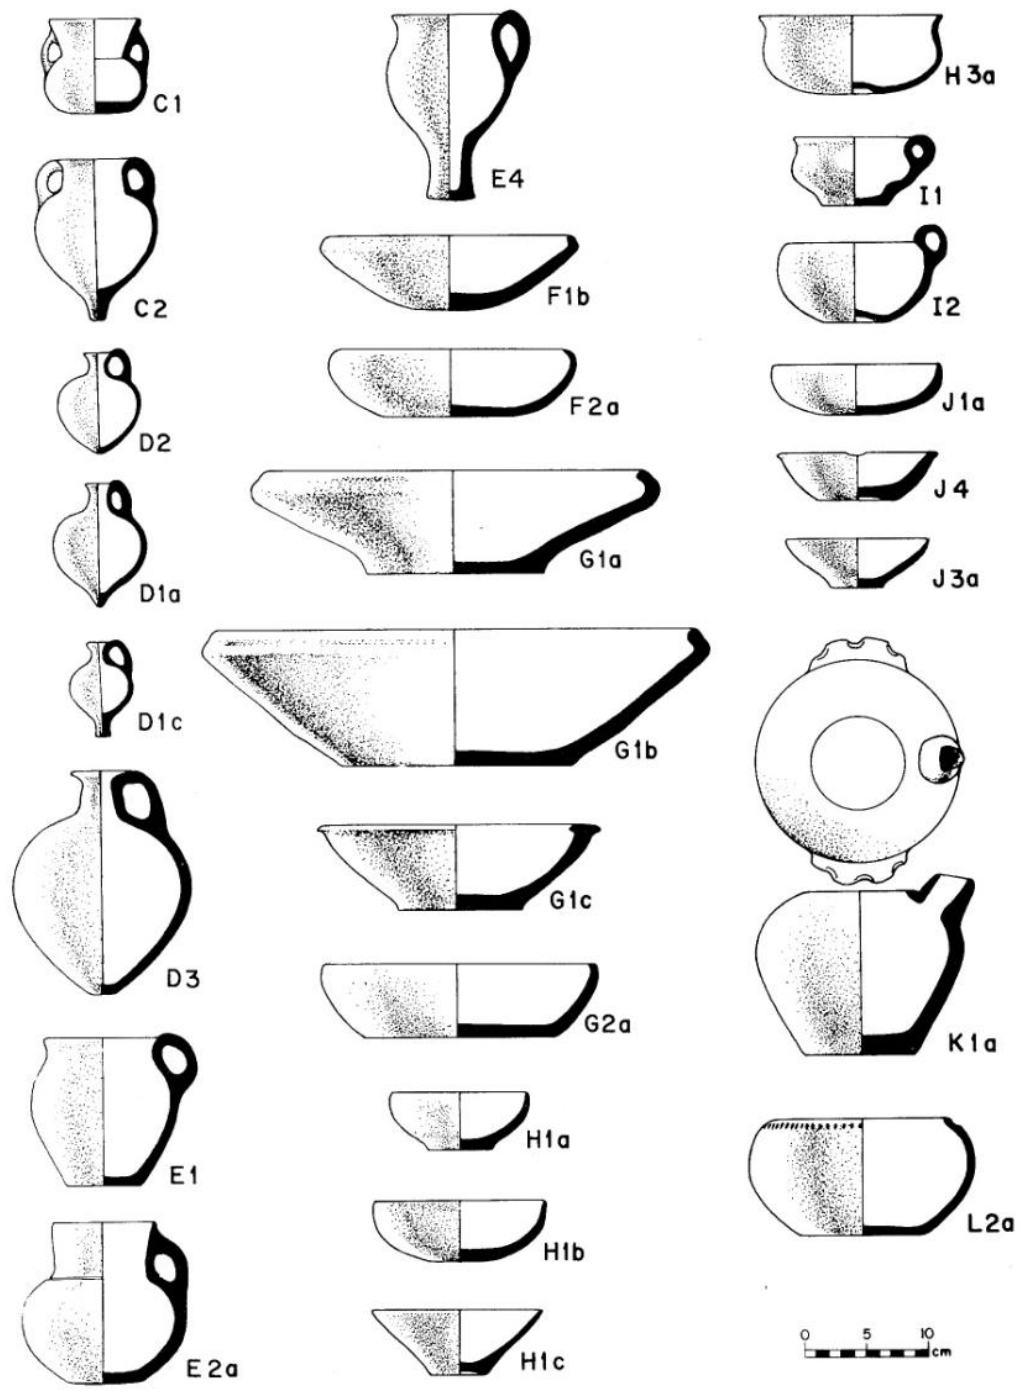 C1
C2
D2
D1a
D1c
D3
E1
E2a
E4
F1b
F2a
G1a
G1b
G1c
G2a
H1a
H1b
H1c
H3a
I1
I2
J1a
J4
J3a
K1a
L2a
0 5 10
cm